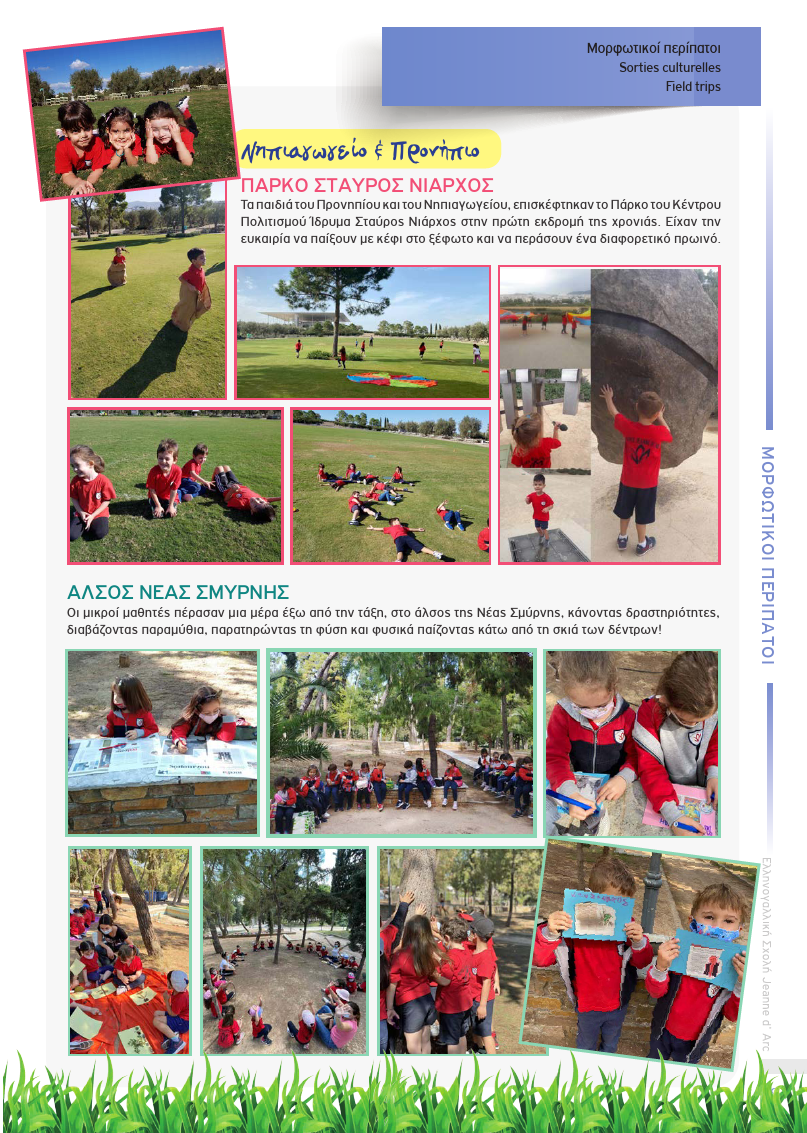 Μορφωτικοί περίπατοι
Sorties culturelles
Field trips
Νηπιαγωγείο & Προνήπιο
ΠΑΡΚΟ ΣΤΑΥΡΟΣ ΝΙΑΡΧΟΣ
Τα παιδιά του Προνηπίου και του Νηπιαγωγείου, επισκέφτηκαν το Πάρκο του Κέντρου
Πολιτισμού Ίδρυμα Σταύρος Νιάρχος στην πρώτη εκδρομή της χρονιάς. Είχαν την
ευκαιρία να παίξουν με κέφι στο ξέφωτο και να περάσουν ένα διαφορετικό πρωινό.
ΑΛΣΟΣ ΝΕΑΣ ΣΜΥΡΝΗΣ
Οι μικροί μαθητές πέρασαν μια μέρα έξω από την τάξη, στο άλσος της Νέας Σμύρνης, κάνοντας δραστηριότητες,
διαβάζοντας παραμύθια, παρατηρώντας τη φύση και φυσικά παίζοντας κάτω από τη σκιά των δέντρων!
ΜΟΡΦΩΤΙΚΟΙ ΠΕΡΙΠΑΤΟΙ
Ελληνογαλλική Σχολή Jeanne d' Arc